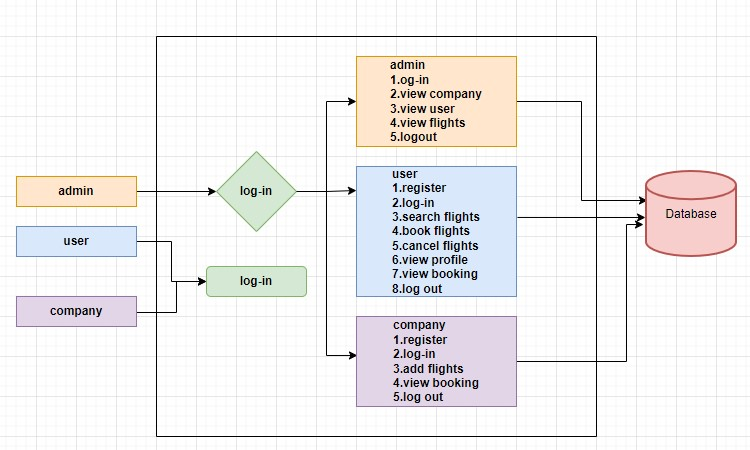 admin
user
company
log-in
log-in
admin
1.og-in
2.view company
3.view user
4.view flights
5.logout
user
1.register
2.log-in
3.search flights
4.book flights
5.cancel flights
6.view profile
7.view booking
8.log out
company
1.register
2.log-in
3.add flights
4.view booking
5.log out
Database